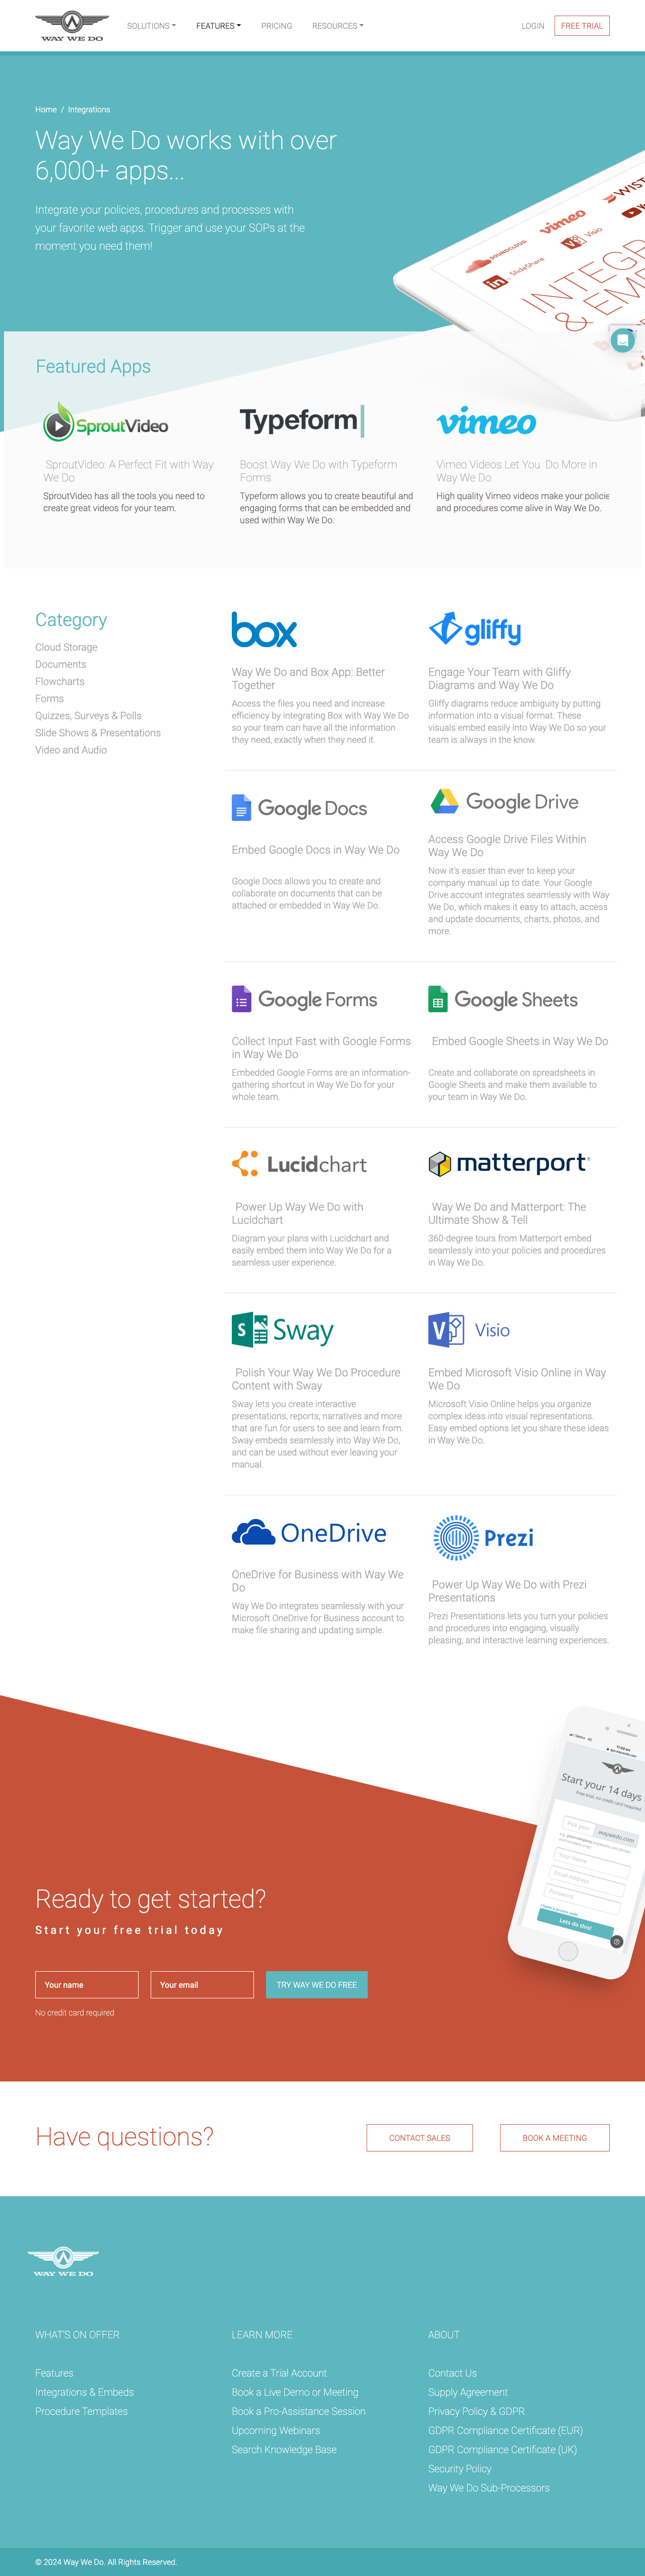 WAY WE DO
SOLUTIONS
FEATURES
PRICING
RESOURCES
LOGIN
FREE TRIAL
Home / Integrations
Way We Do works with over
6,000+ apps...
Integrate your policies, procedures and processes with
your favorite web apps. Trigger and use your SOPs at the
moment you need them!
WIST
vimeo
Visio
SOUNDCLOUD
SlideShare
INTEGR
& EM
Featured Apps
SproutVideo
SproutVideo: A Perfect Fit with Way
We Do
SproutVideo has all the tools you need to
create great videos for your team.
Typeform
Boost Way We Do with Typeform
Forms
Typeform allows you to create beautiful and
engaging forms that can be embedded and
used within Way We Do.
vimeo
Vimeo Videos Let You Do More in
Way We Do
High quality Vimeo videos make your policie
and procedures come alive in Way We Do.
Category
Cloud Storage
Documents
Flowcharts
Forms
Quizzes, Surveys & Polls
Slide Shows & Presentations
Video and Audio
box
Way We Do and Box App: Better
Together
Access the files you need and increase
efficiency by integrating Box with Way We Do
so your team can have all the information
they need, exactly when they need it.
gliffy
Engage Your Team with Gliffy
Diagrams and Way We Do
Gliffy diagrams reduce ambiguity by putting
information into a visual format. These
visuals embed easily into Way We Do so your
team is always in the know.
Google Docs
Embed Google Docs in Way We Do
Google Docs allows you to create and
collaborate on documents that can be
attached or embedded in Way We Do.
Google Drive
Access Google Drive Files Within
Way We Do
Now it's easier than ever to keep your
company manual up to date. Your Google
Drive account integrates seamlessly with Way
We Do, which makes it easy to attach, access
and update documents, charts, photos, and
more.
Google Forms
Collect Input Fast with Google Forms
in Way We Do
Embedded Google Forms are an information-
gathering shortcut in Way We Do for your
whole team.
Google Sheets
Embed Google Sheets in Way We Do
Create and collaborate on spreadsheets in
Google Sheets and make them available to
your team in Way We Do.
Lucidchart
Power Up Way We Do with
Lucidchart
Diagram your plans with Lucidchart and
easily embed them into Way We Do for a
seamless user experience.
matterport®
Way We Do and Matterport: The
Ultimate Show & Tell
360-degree tours from Matterport embed
seamlessly into your policies and procedures
in Way We Do.
Sway
Polish Your Way We Do Procedure
Content with Sway
Sway lets you create interactive
presentations, reports, narratives and more
that are fun for users to see and learn from.
Sway embeds seamlessly into Way We Do,
and can be used without ever leaving your
manual.
Visio
Embed Microsoft Visio Online in Way
We Do
Microsoft Visio Online helps you organize
complex ideas into visual representations.
Easy embed options let you share these ideas
in Way We Do.
OneDrive
OneDrive for Business with Way We
Do
Way We Do integrates seamlessly with your
Microsoft OneDrive for Business account to
make file sharing and updating simple.
Prezi
Power Up Way We Do with Prezi
Presentations
Prezi Presentations lets you turn your policies
and procedures into engaging, visually
pleasing, and interactive learning experiences.
Start your 14 days
Free trial, no credit card required
Pick your
.waywedo.com
Your Name
Email Address
Password
Lets do this!
Ready to get started?
Start your free trial today
Your name
Your email
TRY WAY WE DO FREE
No credit card required
Have questions?
CONTACT SALES
BOOK A MEETING
WAY WE DO
WHAT'S ON OFFER
Features
Integrations & Embeds
Procedure Templates
LEARN MORE
Create a Trial Account
Book a Live Demo or Meeting
Book a Pro-Assistance Session
Upcoming Webinars
Search Knowledge Base
ABOUT
Contact Us
Supply Agreement
Privacy Policy & GDPR
GDPR Compliance Certificate (EUR)
GDPR Compliance Certificate (UK)
Security Policy
Way We Do Sub-Processors
© 2024 Way We Do. All Rights Reserved.